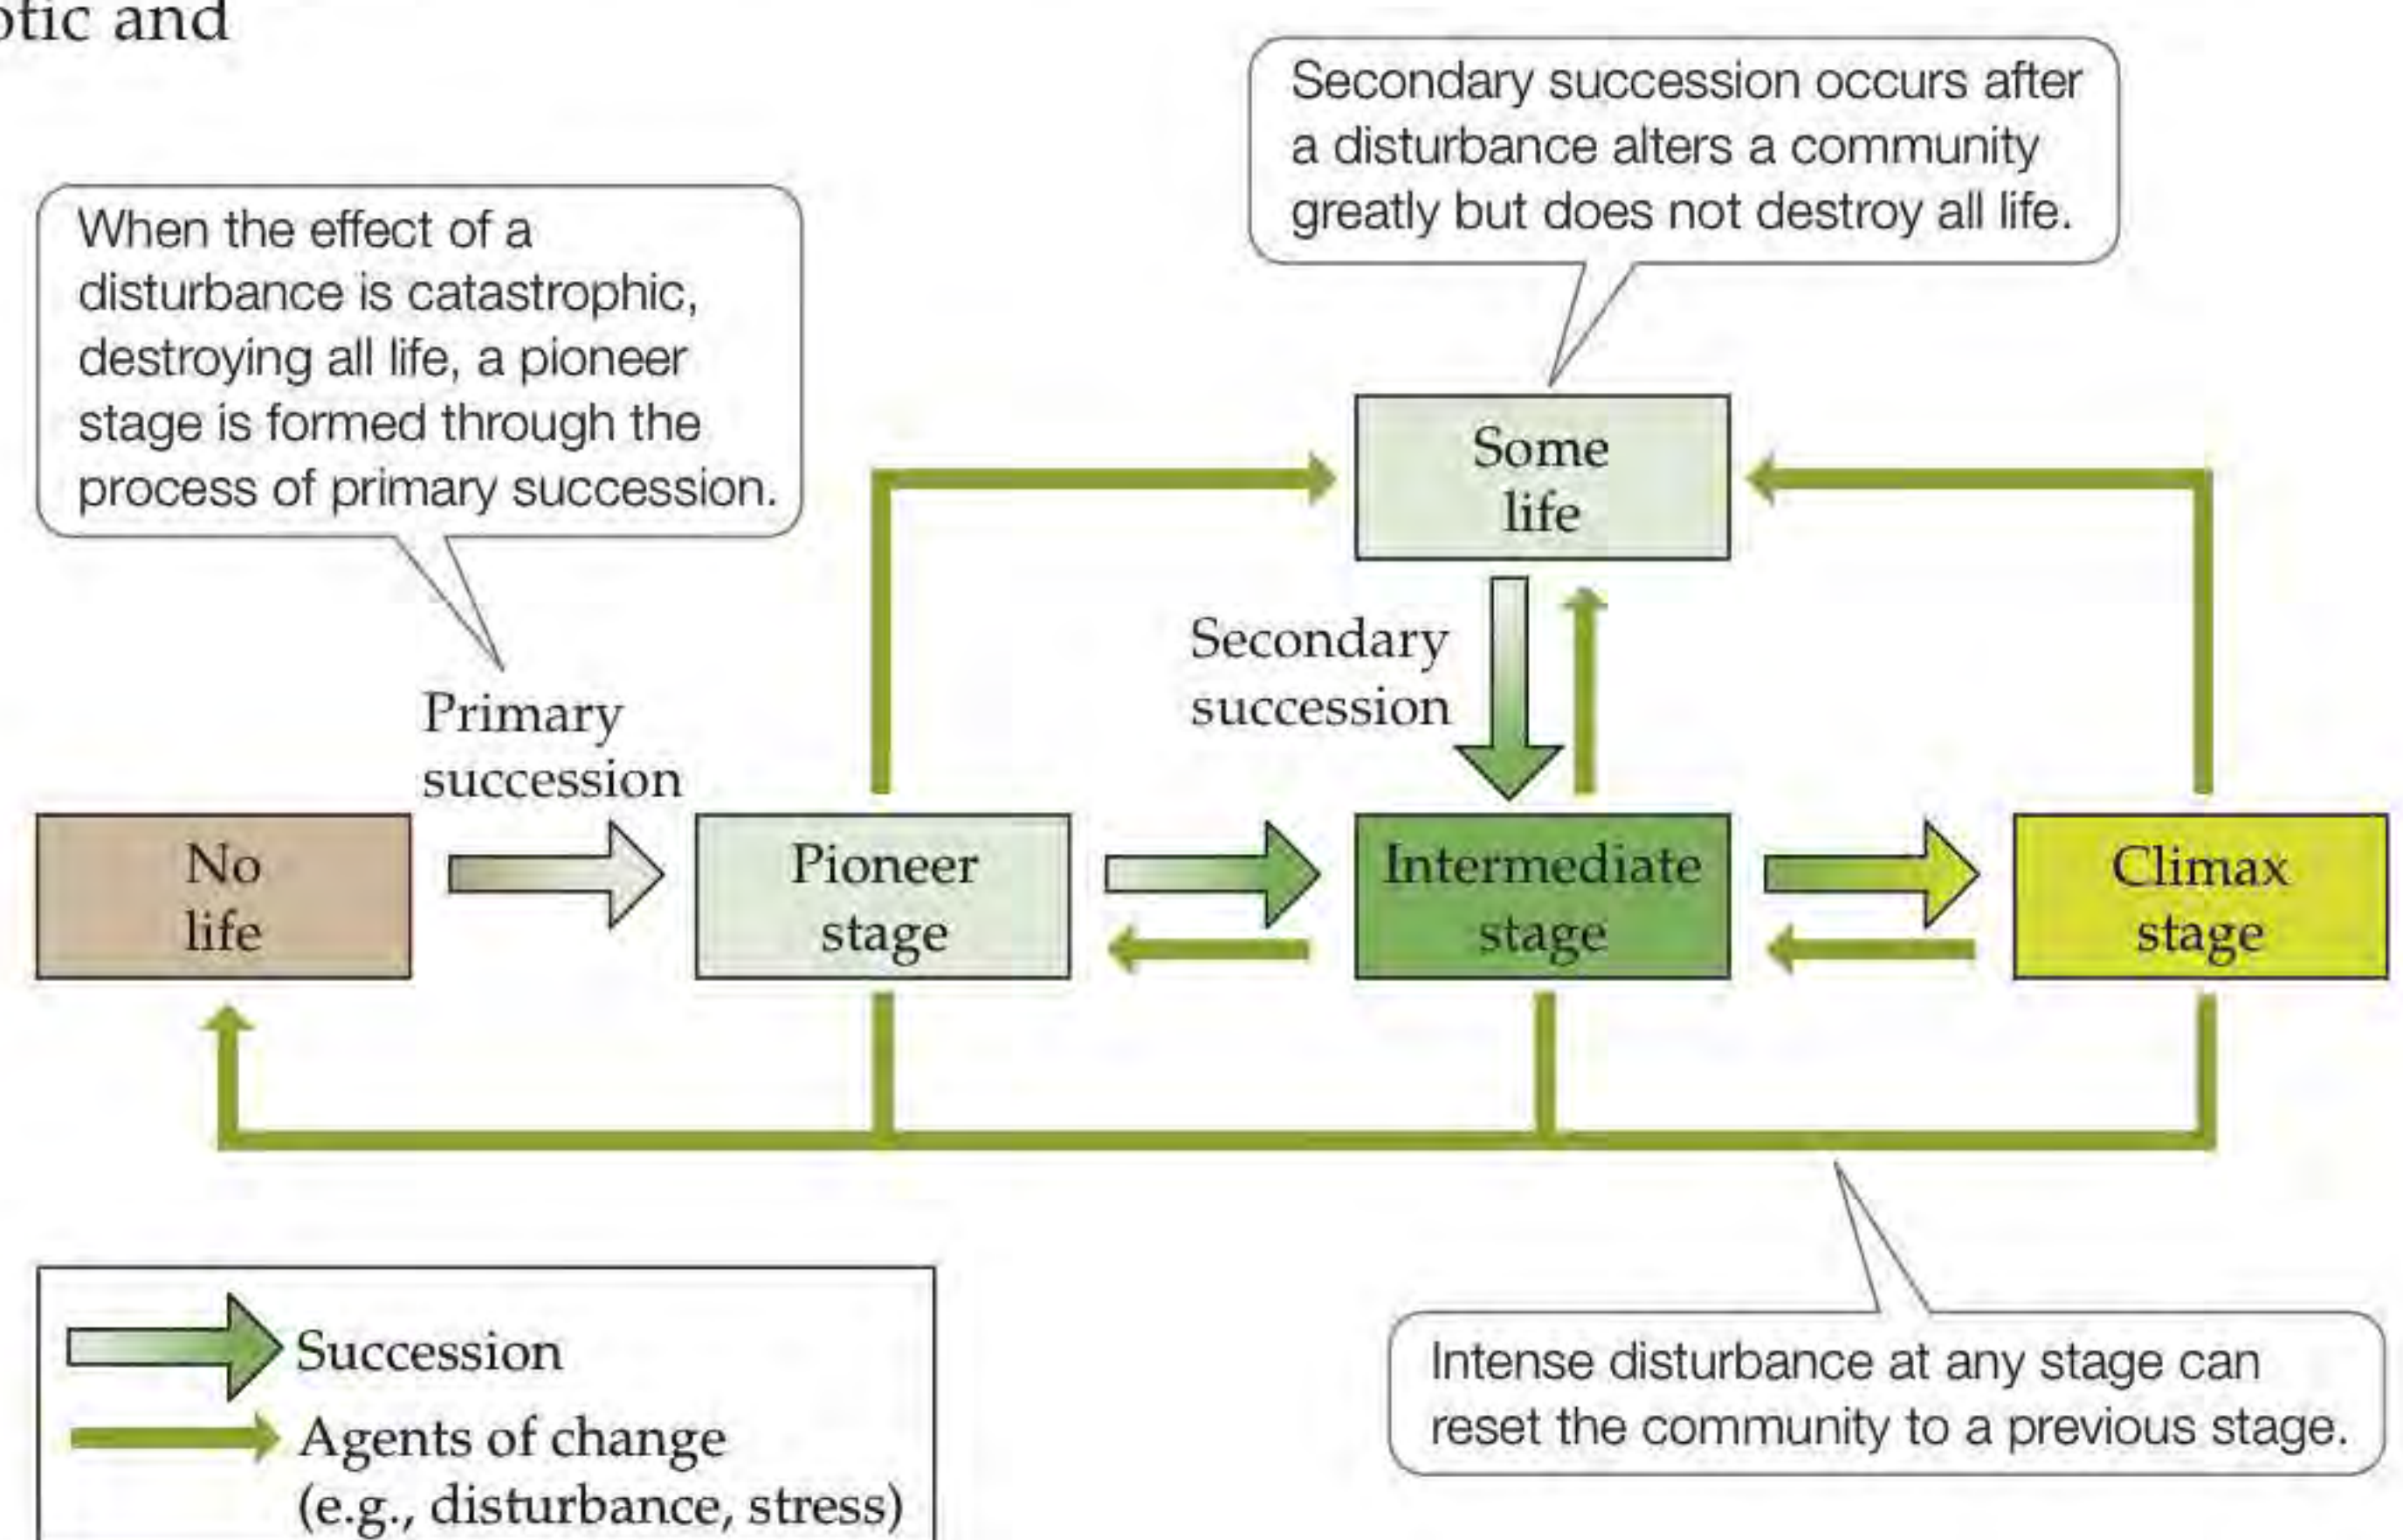 otic and
Secondary succession occurs after
a disturbance alters a community
greatly but does not destroy all life.
When the effect of a
disturbance is catastrophic,
destroying all life, a pioneer
stage is formed through the
process of primary succession.
Some
life
Secondary
succession
Primary
succession
No
life
Pioneer
stage
Intermediate
stage
Climax
stage
Succession
Agents of change
(e.g., disturbance, stress)
Intense disturbance at any stage can
reset the community to a previous stage.